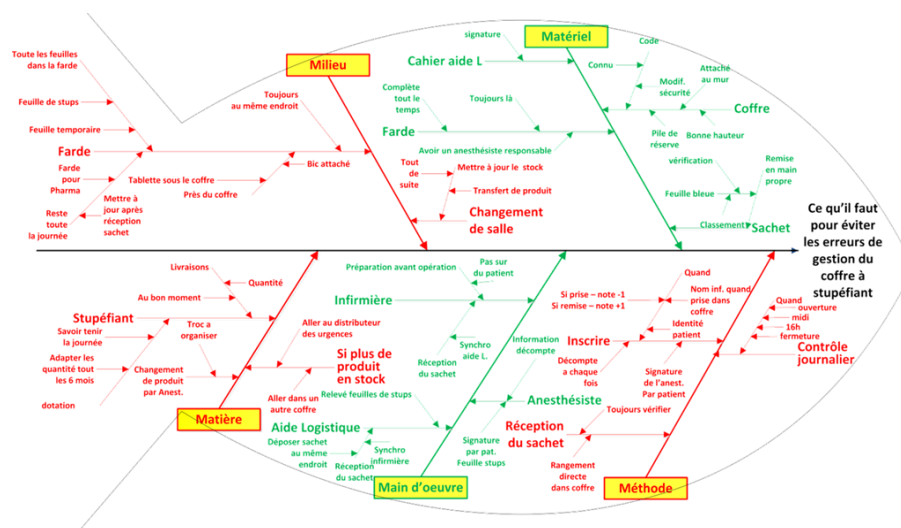 Toute les feuilles
dans la farde
Feuille de stups
Feuille temporaire
Farde
Farde
pour
Pharma
Reste
toute
la journée
Mettre à
jour après
réception
sachet
Milieu
Toujours
au même endroit
Bic attaché
Tablette sous le coffre
Près du coffre
Tout
de
suite
Mettre à jour le stock
Transfert de produit
Changement
de salle
Matériel
signature
Cahier aide L
Complète
tout le
temps
Toujours là
Farde
Avoir un anesthésiste responsable
Code
Connu
Modif.
sécurité
Attaché
au mur
Coffre
Pile de
réserve
Bonne hauteur
vérification
Remise
en main
propre
Feuille bleue
Classement
Sachet
Ce qu'il faut
pour éviter
les erreurs de
gestion du
coffre à
stupéfiant
Livraisons
Quantité
Au bon moment
Stupéfiant
Savoir tenir
la journée
Adapter les
quantité tout
les 6 mois
dotation
Troc a
organiser
Changement
de produit
par Anest.
Aller au distributeur
des urgences
Si plus de
produit
en stock
Aller dans un
autre coffre
Matière
Préparation avant opération
Pas sur
du patient
Infirmière
Synchro
aide L.
Réception
du sachet
Information
décompte
Relevé feuilles de stups
Anesthésiste
Aide Logistique
Déposer sachet
au même
endroit
Synchro
infirmière
Réception
du sachet
Signature
par pat.
Feuille stups
Main d'oeuvre
Quand
Si prise – note -1
Si remise – note +1
Nom inf. quand
prise dans
coffre
Identité
patient
Inscrire
Décompte
a chaque
fois
Signature
de l'anest.
Par patient
Quand
ouverture
midi
16h
fermeture
Contrôle
journalier
Toujours vérifier
Réception
du sachet
Rangement
directe
dans coffre
Méthode